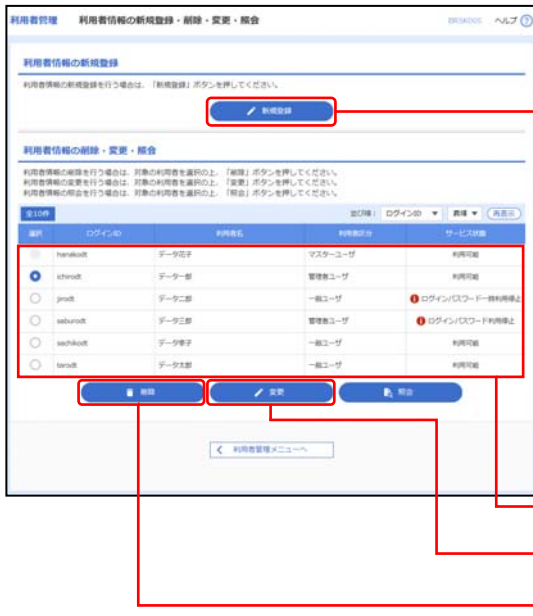 利用者管理 利用者情報の新規登録・削除・変更・照会 BRSK005 ヘルプ ?
利用者情報の新規登録
利用者情報の新規登録を行う場合は、「新規登録」ボタンを押してください。
新規登録
利用者情報の削除・変更・照会
利用者情報の削除を行う場合は、対象の利用者を選択の上、「削除」ボタンを押してください。
利用者情報の変更を行う場合は、対象の利用者を選択の上、「変更」ボタンを押してください。
利用者情報の照会を行う場合は、対象の利用者を選択の上、「照会」ボタンを押してください。
全10件 並び順： ログインID ▼ 昇順 ▼ 再表示
選択 ログインID 利用者名 利用者区分 サービス状態
hanakodt データ花子 マスターユーザ 利用可能
ichirodt データ一郎 管理者ユーザ 利用可能
jirodt データ二郎 一般ユーザ ログインパスワード一時利用停止
saburodt データ三郎 管理者ユーザ ログインパスワード利用停止
sachikodt データ幸子 一般ユーザ 利用可能
tarodt データ太郎 一般ユーザ 利用可能
削除 変更 照会
利用者管理メニューへ